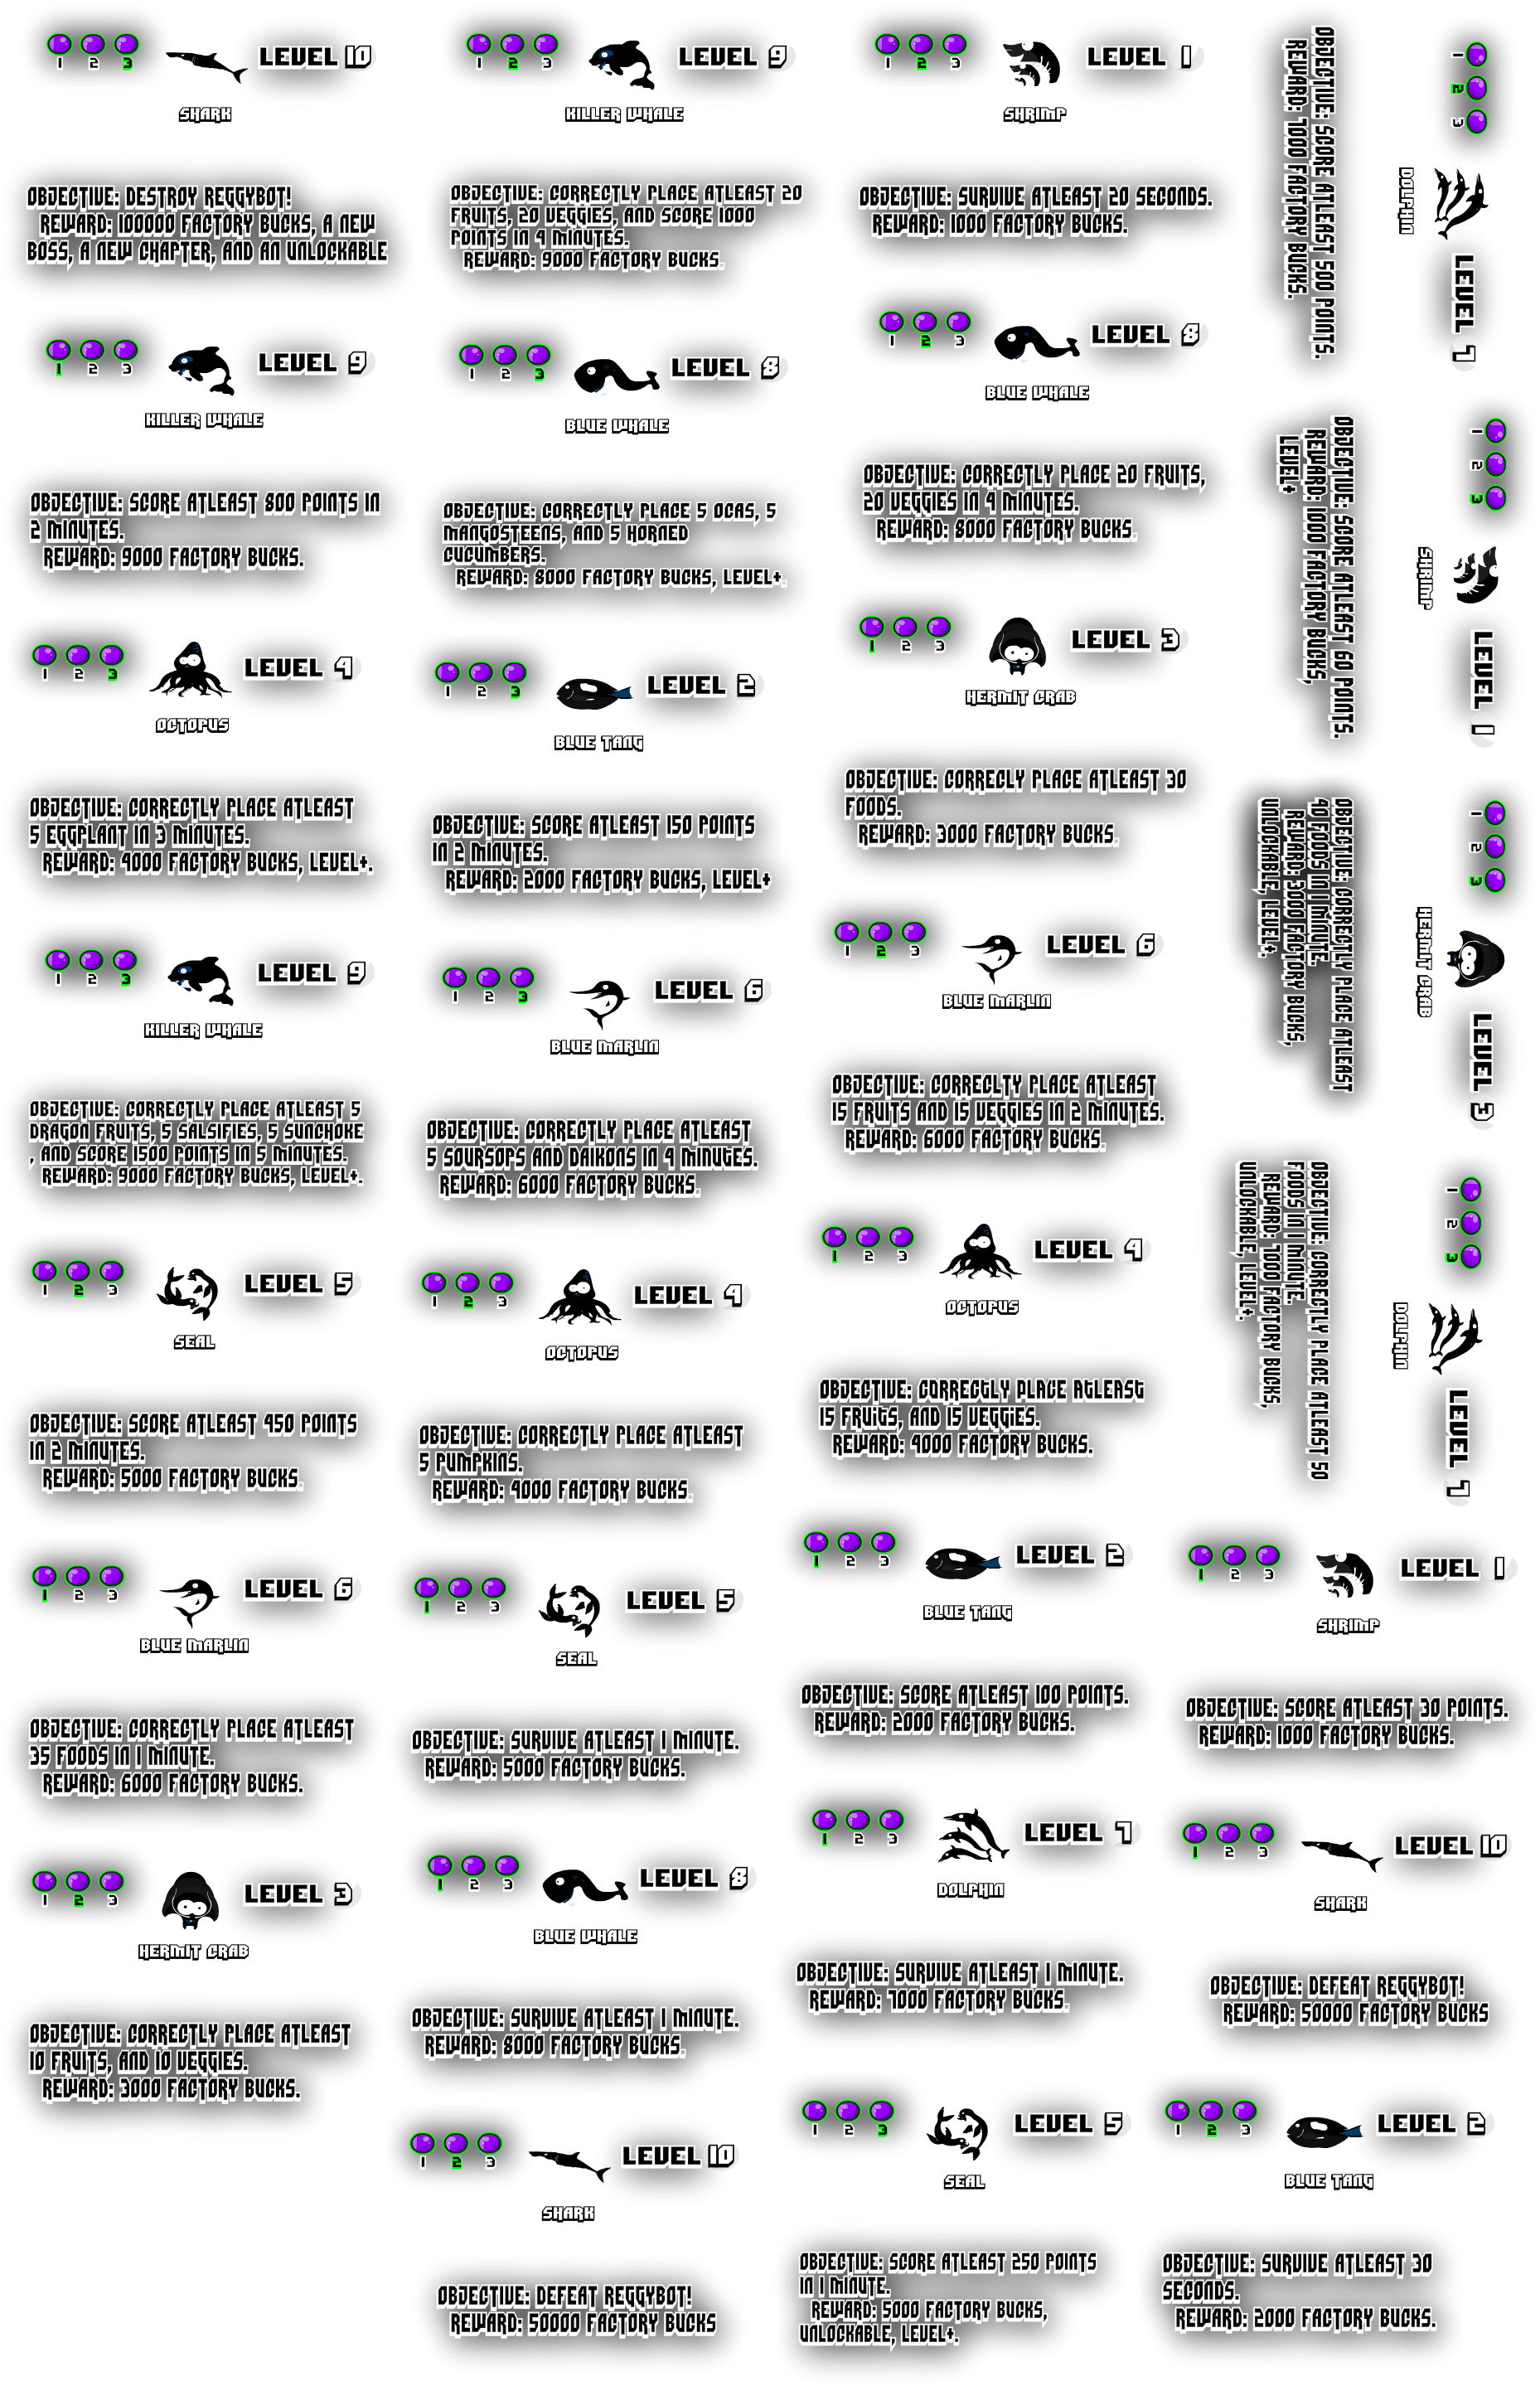 1 2 3
LEVEL 10
SHARK
OBJECTIVE: DESTROY REGGYBOT!
REWARD: 100000 FACTORY BUCKS, A NEW
BOSS, A NEW CHAPTER, AND AN UNLOCKABLE
1 2 3
LEVEL 9
KILLER WHALE
OBJECTIVE: SCORE ATLEAST 800 POINTS IN
2 MINUTES.
REWARD: 9000 FACTORY BUCKS.
1 2 3
LEVEL 4
OCTOPUS
OBJECTIVE: CORRECTLY PLACE ATLEAST
5 EGGPLANT IN 3 MINUTES.
REWARD: 4000 FACTORY BUCKS, LEVEL+.
1 2 3
LEVEL 9
KILLER WHALE
OBJECTIVE: CORRECTLY PLACE ATLEAST 5
DRAGON FRUITS, 5 SALSIFIES, 5 SUNCHOKE
, AND SCORE 1500 POINTS IN 5 MINUTES.
REWARD: 9000 FACTORY BUCKS, LEVEL+.
1 2 3
LEVEL 5
SEAL
OBJECTIVE: SCORE ATLEAST 450 POINTS
IN 2 MINUTES.
REWARD: 5000 FACTORY BUCKS.
1 2 3
LEVEL 6
BLUE MARLIN
OBJECTIVE: CORRECTLY PLACE ATLEAST
35 FOODS IN 1 MINUTE.
REWARD: 6000 FACTORY BUCKS.
1 2 3
LEVEL 3
HERMIT CRAB
OBJECTIVE: CORRECTLY PLACE ATLEAST
10 FRUITS, AND 10 VEGGIES.
REWARD: 3000 FACTORY BUCKS.
1 2 3
LEVEL 9
KILLER WHALE
OBJECTIVE: CORRECTLY PLACE ATLEAST 20
FRUITS, 20 VEGGIES, AND SCORE 1000
POINTS IN 4 MINUTES.
REWARD: 9000 FACTORY BUCKS.
1 2 3
LEVEL 8
BLUE WHALE
OBJECTIVE: CORRECTLY PLACE 5 OCAS, 5
MANGOSTEENS, AND 5 HORNED
CUCUMBERS.
REWARD: 8000 FACTORY BUCKS, LEVEL+.
1 2 3
LEVEL 2
BLUE TANG
OBJECTIVE: SCORE ATLEAST 150 POINTS
IN 2 MINUTES.
REWARD: 2000 FACTORY BUCKS, LEVEL+
1 2 3
LEVEL 6
BLUE MARLIN
OBJECTIVE: CORRECTLY PLACE ATLEAST
5 SOURSOPS AND DAIKONS IN 4 MINUTES.
REWARD: 6000 FACTORY BUCKS.
1 2 3
LEVEL 4
OCTOPUS
OBJECTIVE: CORRECTLY PLACE ATLEAST
5 PUMPKINS.
REWARD: 4000 FACTORY BUCKS.
1 2 3
LEVEL 5
SEAL
OBJECTIVE: SURVIVE ATLEAST 1 MINUTE.
REWARD: 5000 FACTORY BUCKS.
1 2 3
LEVEL 8
BLUE WHALE
OBJECTIVE: SURVIVE ATLEAST 1 MINUTE.
REWARD: 8000 FACTORY BUCKS.
1 2 3
LEVEL 10
SHARK
OBJECTIVE: DEFEAT REGGYBOT!
REWARD: 50000 FACTORY BUCKS
1 2 3
LEVEL 1
SHRIMP
OBJECTIVE: SURVIVE ATLEAST 20 SECONDS.
REWARD: 1000 FACTORY BUCKS.
1 2 3
LEVEL 8
BLUE WHALE
OBJECTIVE: CORRECTLY PLACE 20 FRUITS,
20 VEGGIES IN 4 MINUTES.
REWARD: 8000 FACTORY BUCKS.
1 2 3
LEVEL 3
HERMIT CRAB
OBJECTIVE: CORRECLY PLACE ATLEAST 30
FOODS.
REWARD: 3000 FACTORY BUCKS.
1 2 3
LEVEL 6
BLUE MARLIN
OBJECTIVE: CORRECLTY PLACE ATLEAST
15 FRUITS AND 15 VEGGIES IN 2 MINUTES.
REWARD: 6000 FACTORY BUCKS.
1 2 3
LEVEL 4
OCTOPUS
OBJECTIVE: CORRECTLY PLACE ATLEAST
15 FRUITS, AND 15 VEGGIES.
REWARD: 4000 FACTORY BUCKS.
1 2 3
LEVEL 2
BLUE TANG
OBJECTIVE: SCORE ATLEAST 100 POINTS.
REWARD: 2000 FACTORY BUCKS.
1 2 3
LEVEL 7
DOLPHIN
OBJECTIVE: SURVIVE ATLEAST 1 MINUTE.
REWARD: 7000 FACTORY BUCKS.
1 2 3
LEVEL 5
SEAL
OBJECTIVE: SCORE ATLEAST 250 POINTS
IN 1 MINUTE.
REWARD: 5000 FACTORY BUCKS,
UNLOCKABLE, LEVEL+.
1 2 3
LEVEL 7
DOLPHIN
OBJECTIVE: SCORE ATLEAST 500 POINTS.
REWARD: 7000 FACTORY BUCKS.
1 2 3
LEVEL 1
SHRIMP
OBJECTIVE: SCORE ATLEAST 60 POINTS.
REWARD: 1000 FACTORY BUCKS,
LEVEL+
1 2 3
LEVEL 3
HERMIT CRAB
OBJECTIVE: CORRECTLY PLACE ATLEAST
40 FOODS IN 1 MINUTE.
REWARD: 3000 FACTORY BUCKS,
UNLOCKABLE, LEVEL+.
1 2 3
LEVEL 7
DOLPHIN
OBJECTIVE: CORRECTLY PLACE ATLEAST 50
FOODS IN 1 MINUTE.
REWARD: 7000 FACTORY BUCKS,
UNLOCKABLE, LEVEL+.
1 2 3
LEVEL 1
SHRIMP
OBJECTIVE: SCORE ATLEAST 30 POINTS.
REWARD: 1000 FACTORY BUCKS.
1 2 3
LEVEL 10
SHARK
OBJECTIVE: DEFEAT REGGYBOT!
REWARD: 50000 FACTORY BUCKS
1 2 3
LEVEL 2
BLUE TANG
OBJECTIVE: SURVIVE ATLEAST 30
SECONDS.
REWARD: 2000 FACTORY BUCKS.